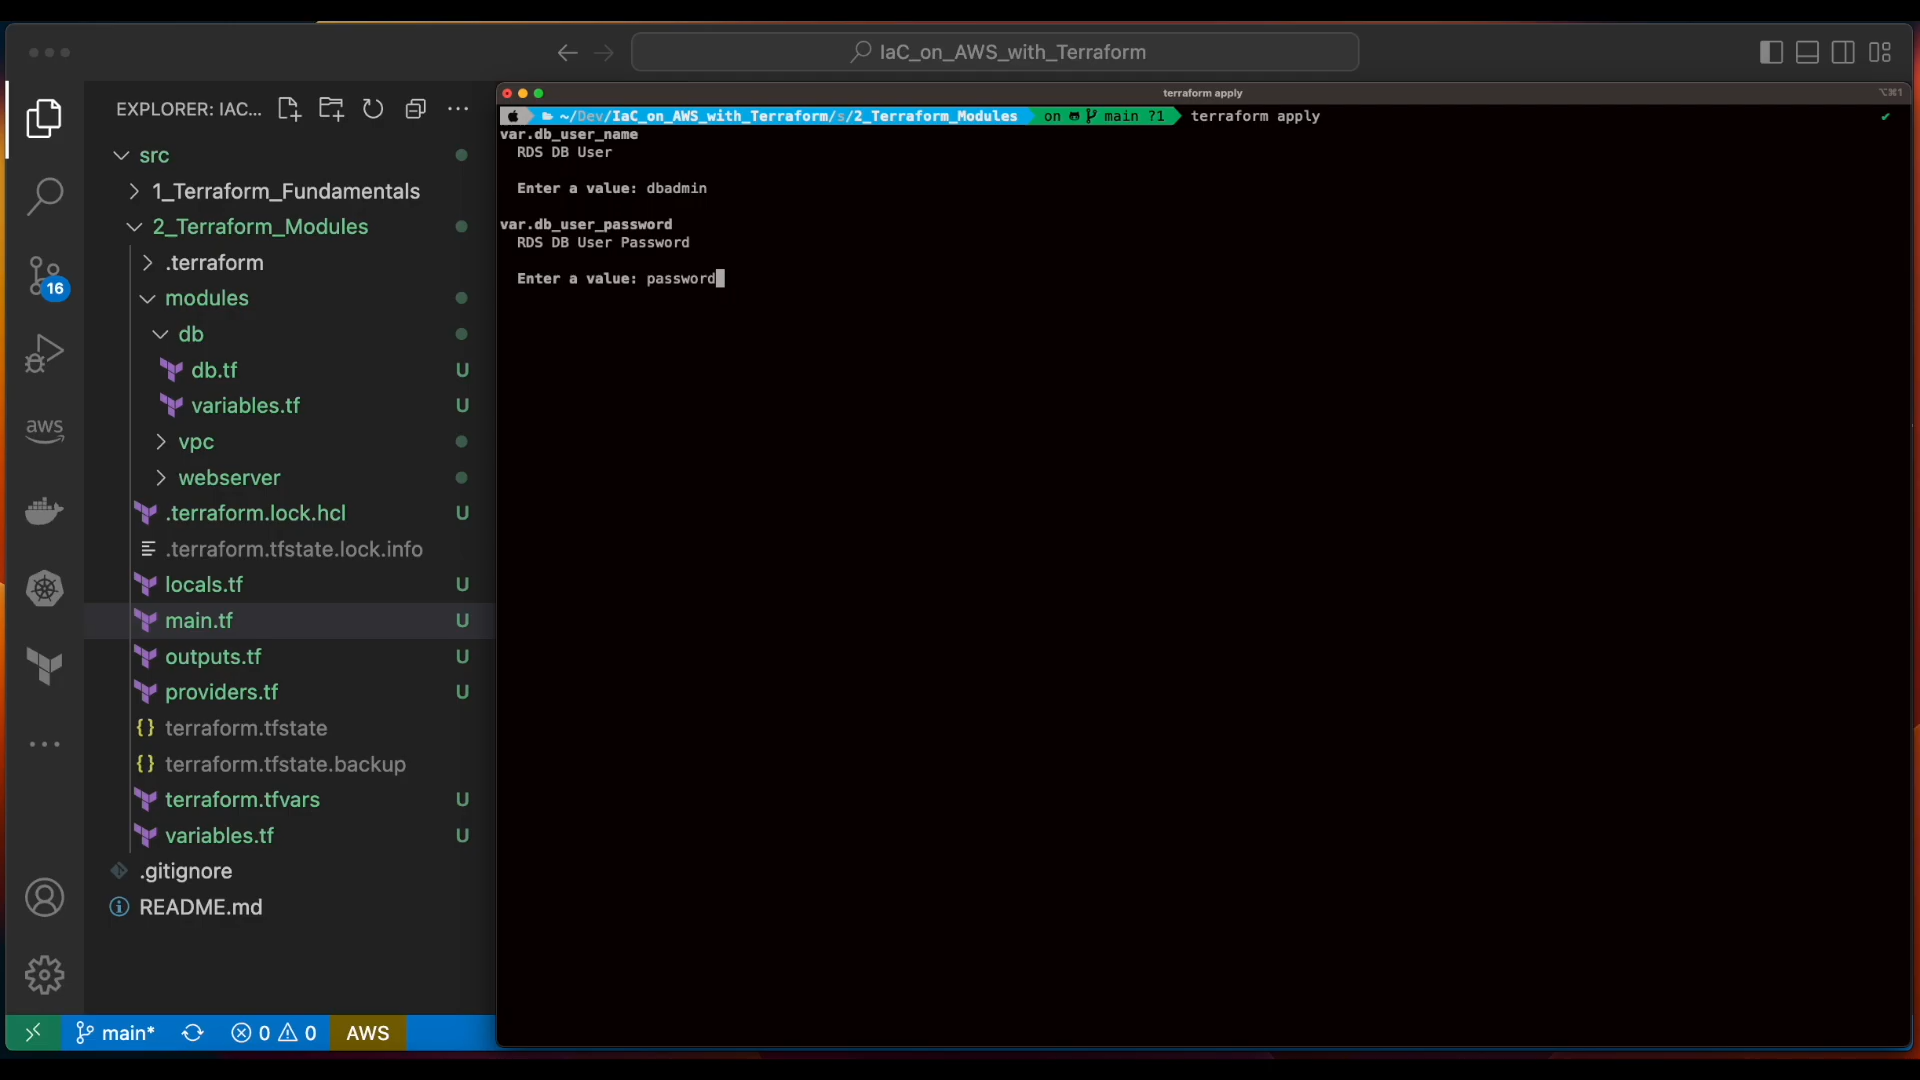 IaC_on_AWS_with_Terraform
EXPLORER: IAC...
src
1_Terraform_Fundamentals
2_Terraform_Modules
.terraform
modules
db
db.tf U
variables.tf U
vpc
webserver
.terraform.lock.hcl U
.terraform.tfstate.lock.info
locals.tf U
main.tf U
outputs.tf U
providers.tf U
terraform.tfstate
terraform.tfstate.backup
terraform.tfvars U
variables.tf U
.gitignore
README.md
16
aws
main* 0 0 AWS
terraform apply ⌥⌘1
~/Dev/IaC_on_AWS_with_Terraform/s/2_Terraform_Modules on main ?1 terraform apply ✔
var.db_user_name
RDS DB User
Enter a value: dbadmin
var.db_user_password
RDS DB User Password
Enter a value: password